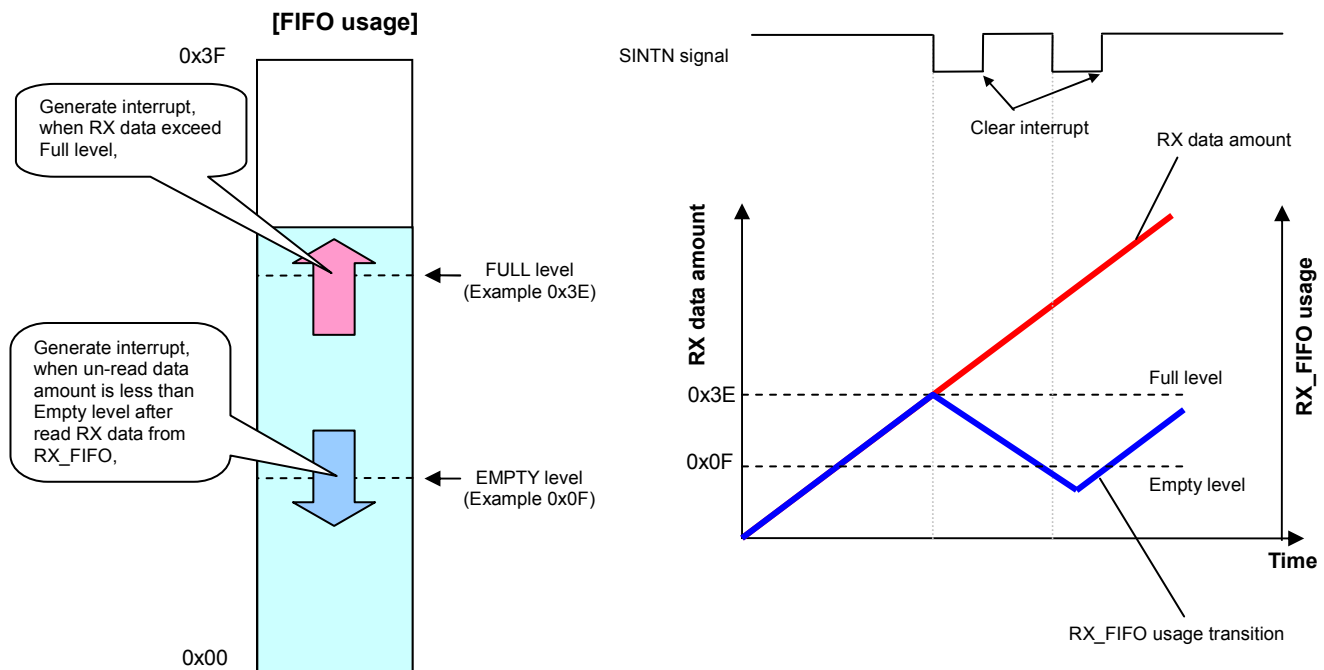 [FIFO usage]
0x3F
Generate interrupt,
when RX data exceed
Full level,
FULL level
(Example 0x3E)
Generate interrupt,
when un-read data
amount is less than
Empty level after
read RX data from
RX_FIFO,
EMPTY level
(Example 0x0F)
0x00
SINTN signal
Clear interrupt
RX data amount
RX data amount
RX_FIFO usage
0x3E
Full level
0x0F
Empty level
Time
RX_FIFO usage transition